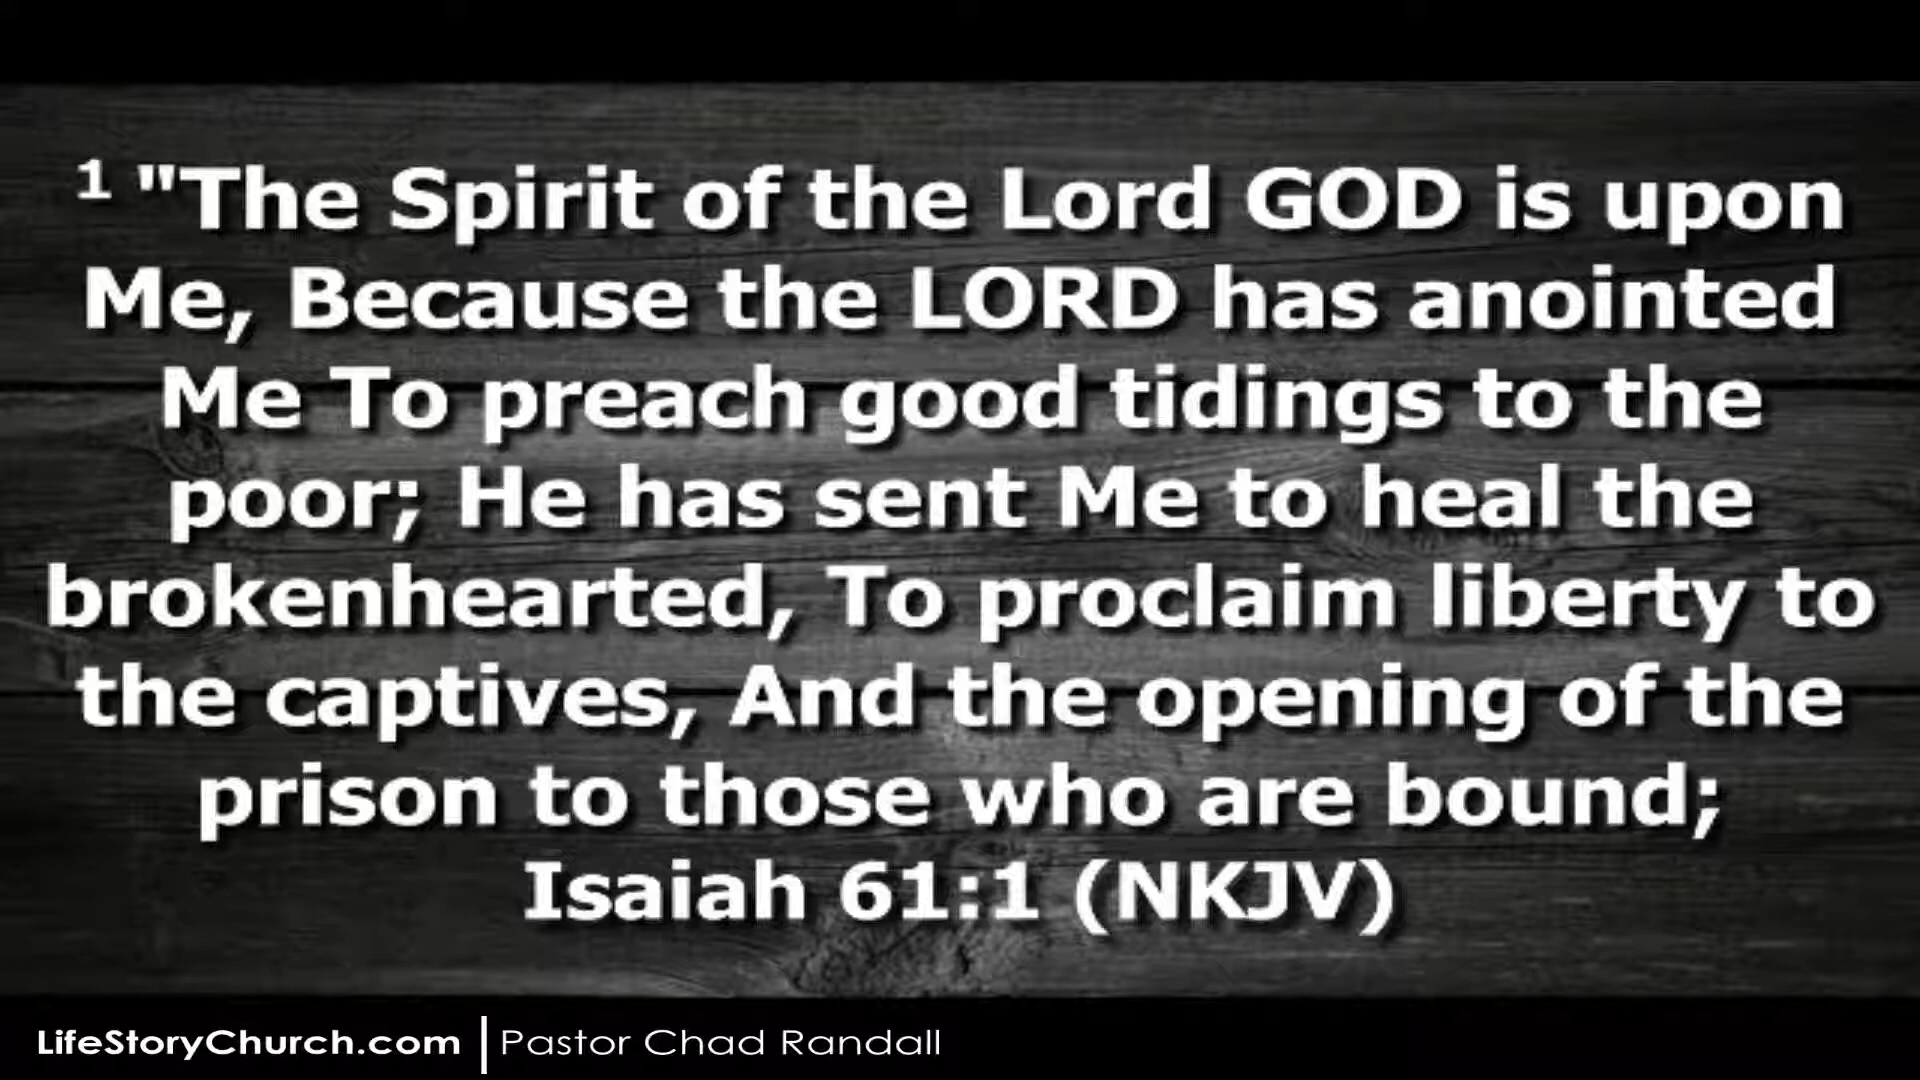 1 "The Spirit of the Lord GOD is upon
Me, Because the LORD has anointed
Me To preach good tidings to the
poor; He has sent Me to heal the
brokenhearted, To proclaim liberty to
the captives, And the opening of the
prison to those who are bound;
Isaiah 61:1 (NKJV)
LifeStoryChurch.com | Pastor Chad Randall